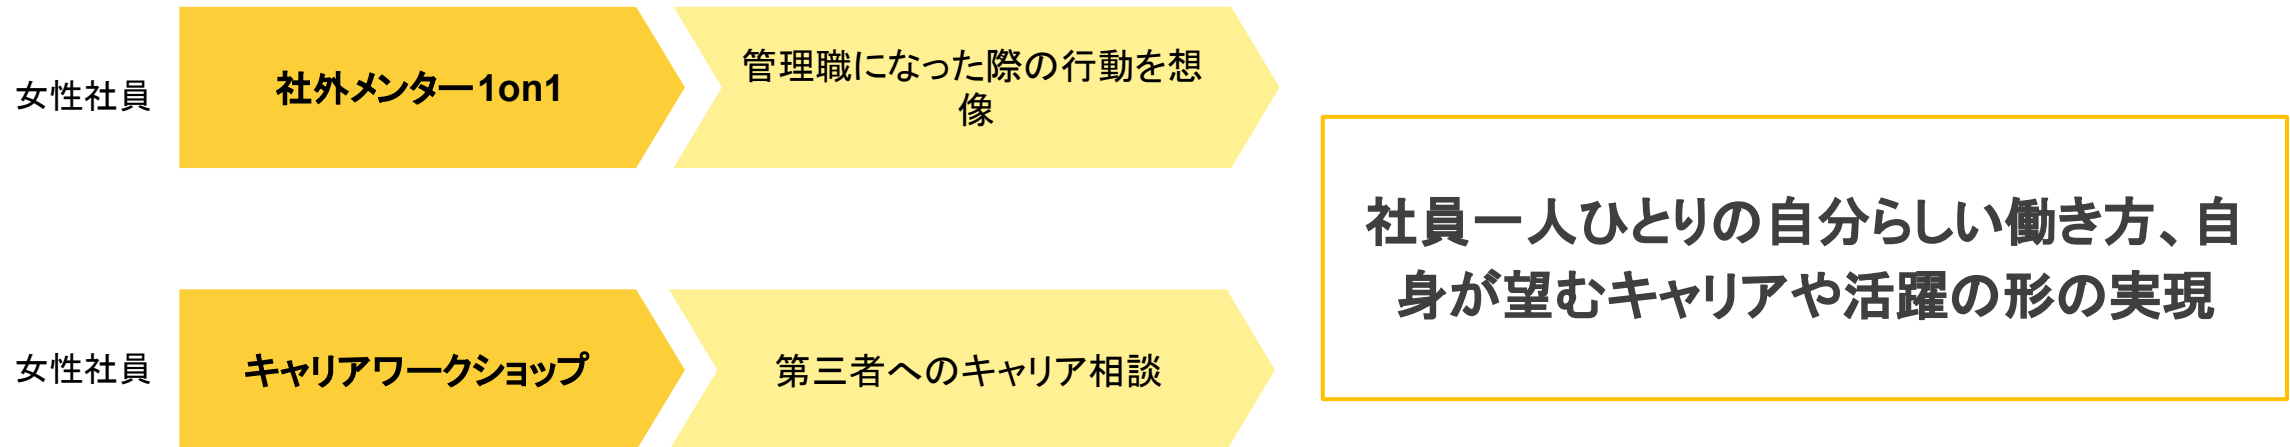 女性社員
社外メンター1on1
管理職になった際の行動を想
像
社員一人ひとりの自分らしい働き方、自
身が望むキャリアや活躍の形の実現
女性社員
キャリアワークショップ
第三者へのキャリア相談